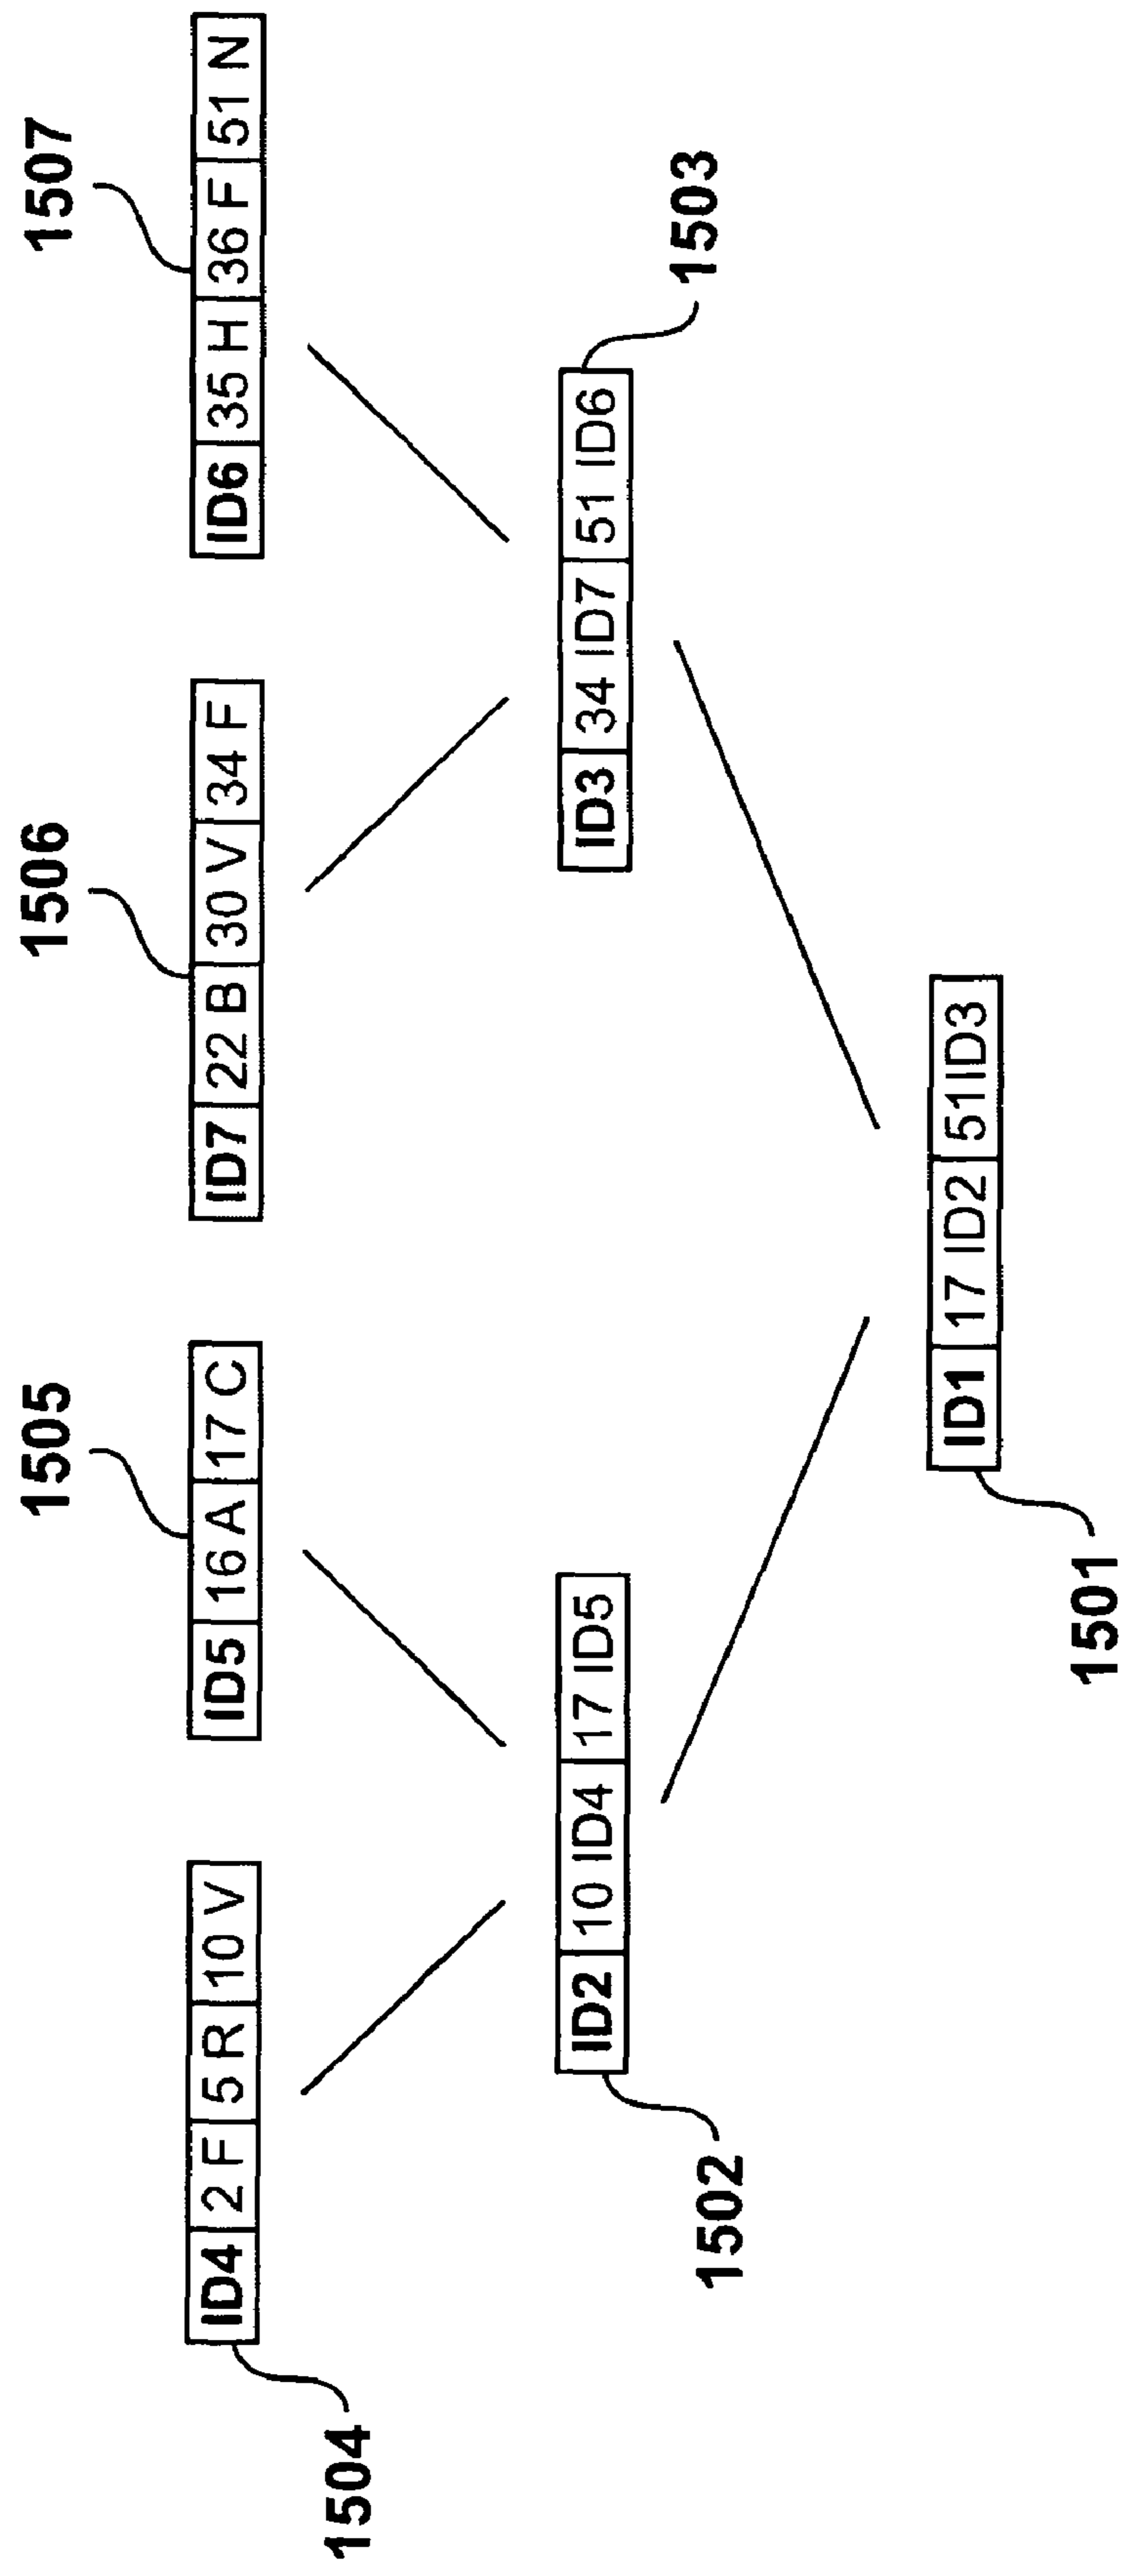 1505 1506 1507
ID4 2 F 5 R 10 V ID5 16 A 17 C ID7 22 B 30 V 34 F ID6 35 H 36 F 51 N
1504
ID2 10 ID4 17 ID5 ID3 34 ID7 51 ID6
1502 1503
ID1 17 ID2 51 ID3
1501